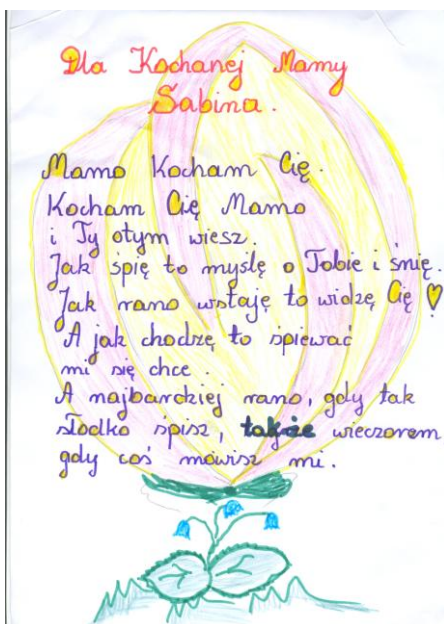 Dla Kochanej Mamy
Sabina.
Mamo Kocham Cię.
Kocham Cię Mamo
i Ty otym wiesz.
Jak śpię to myślę o Tobie i śnię.
Jak rano wstaję to widzę Cię
A jak chodzę to śpiewać
mi się chce.
A najbardziej rano, gdy tak
słodko śpisz, także wieczorem
gdy coś mówisz mi.